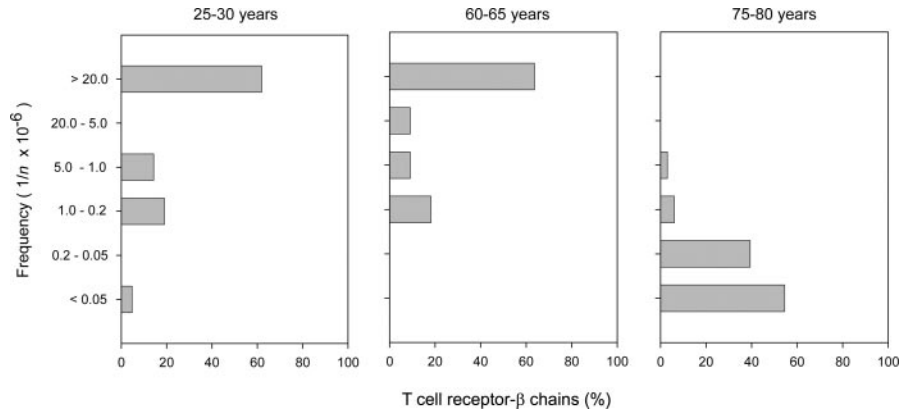 25-30 years
60-65 years
75-80 years
Frequency ( 1/n x 10-6)
> 20.0
20.0 - 5.0
5.0 - 1.0
1.0 - 0.2
0.2 - 0.05
< 0.05
0 20 40 60 80 100
0 20 40 60 80 100
0 20 40 60 80 100
T cell receptor-β chains (%)